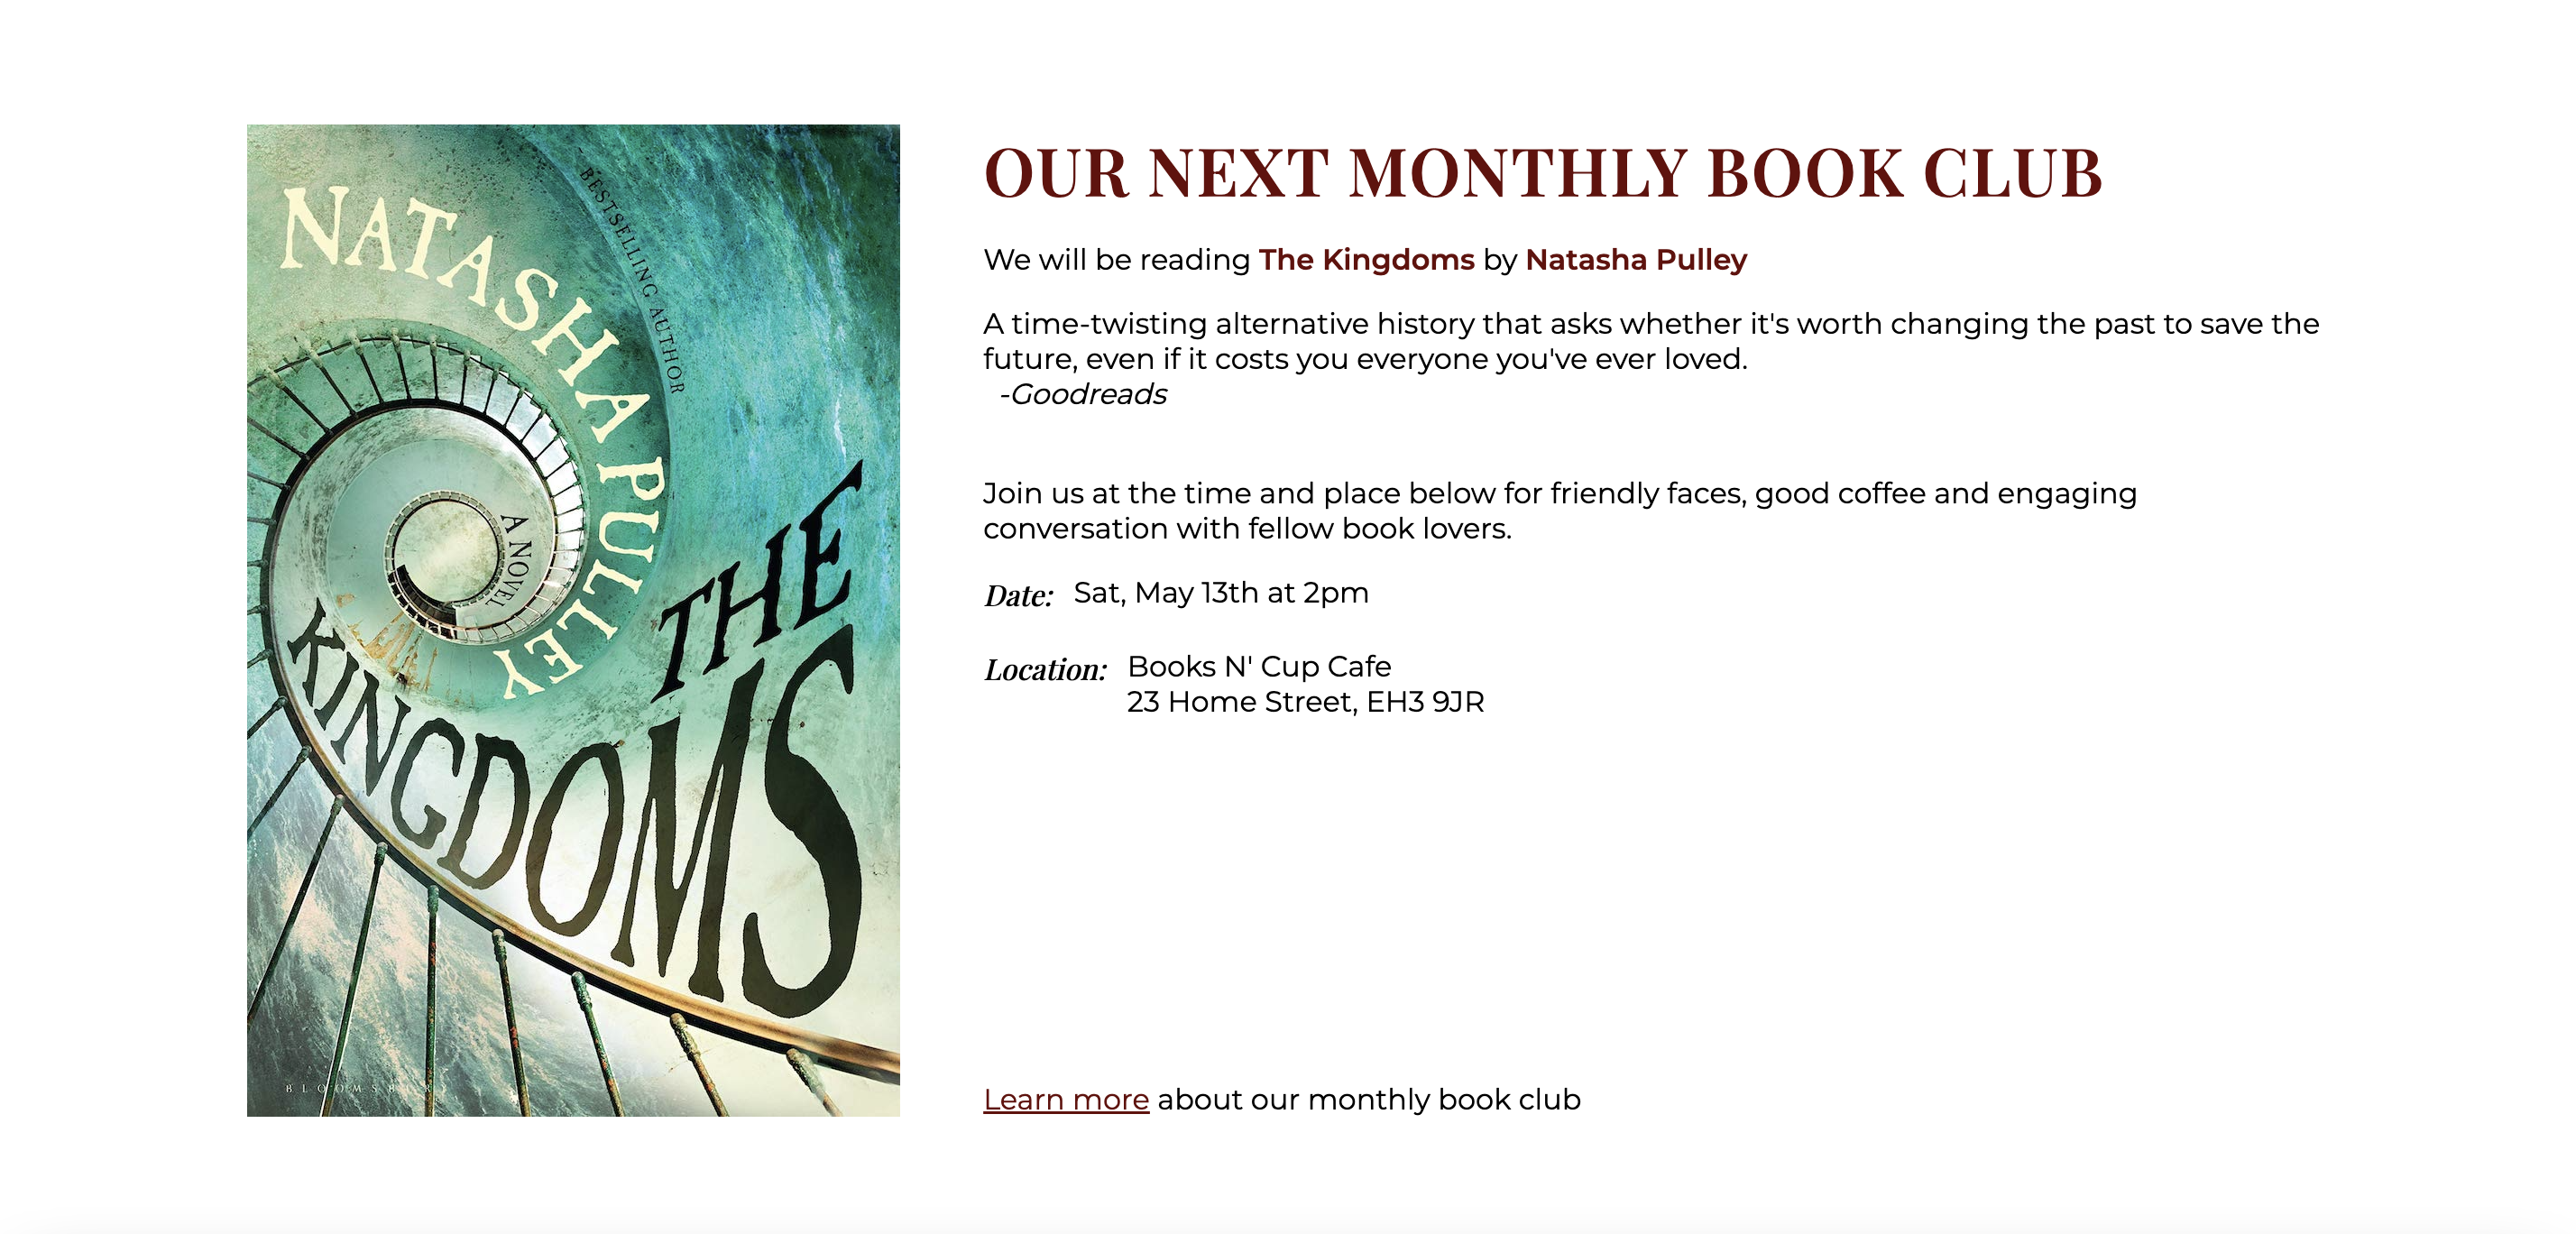 NATASHA PULLEY
BESTSELLING AUTHOR
A NOVEL
THE
KINGDOMS
BLOOMSBURY
OUR NEXT MONTHLY BOOK CLUB
We will be reading The Kingdoms by Natasha Pulley
A time-twisting alternative history that asks whether it's worth changing the past to save the
future, even if it costs you everyone you've ever loved.
-Goodreads
Join us at the time and place below for friendly faces, good coffee and engaging
conversation with fellow book lovers.
Date: Sat, May 13th at 2pm
Location: Books N' Cup Cafe
23 Home Street, EH3 9JR
Learn more about our monthly book club